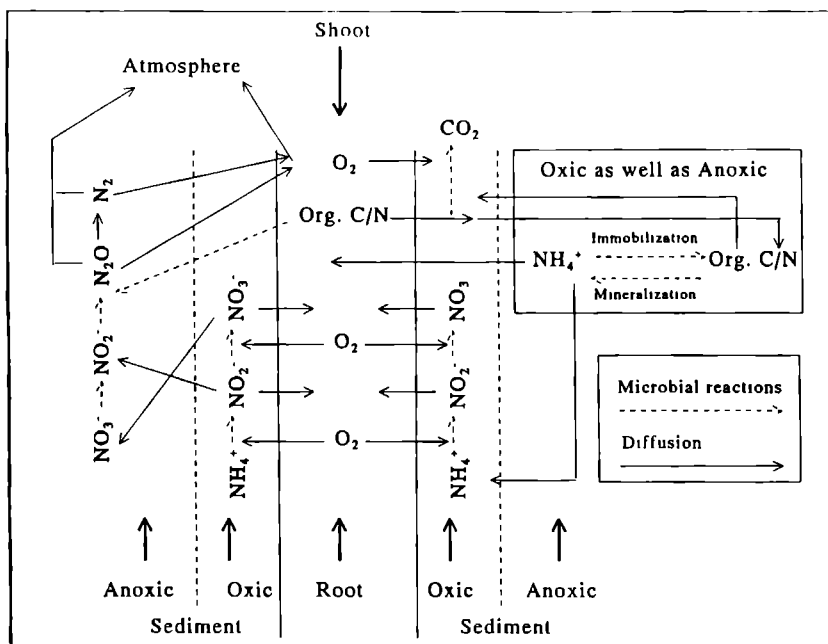 Shoot
Atmosphere
CO₂
O₂
Oxic as well as Anoxic
N₂
Org. C/N
Immobilization
NH₄⁺
Org. C/N
Mineralization
N₂O
NO₃⁻
NO₃
O₂
NO₂⁻
NO₂
NO₂
Microbial reactions
NO₃⁻
O₂
Diffusion
NH₄⁺
NH₄⁺
Anoxic
Oxic
Root
Oxic
Anoxic
Sediment
Sediment